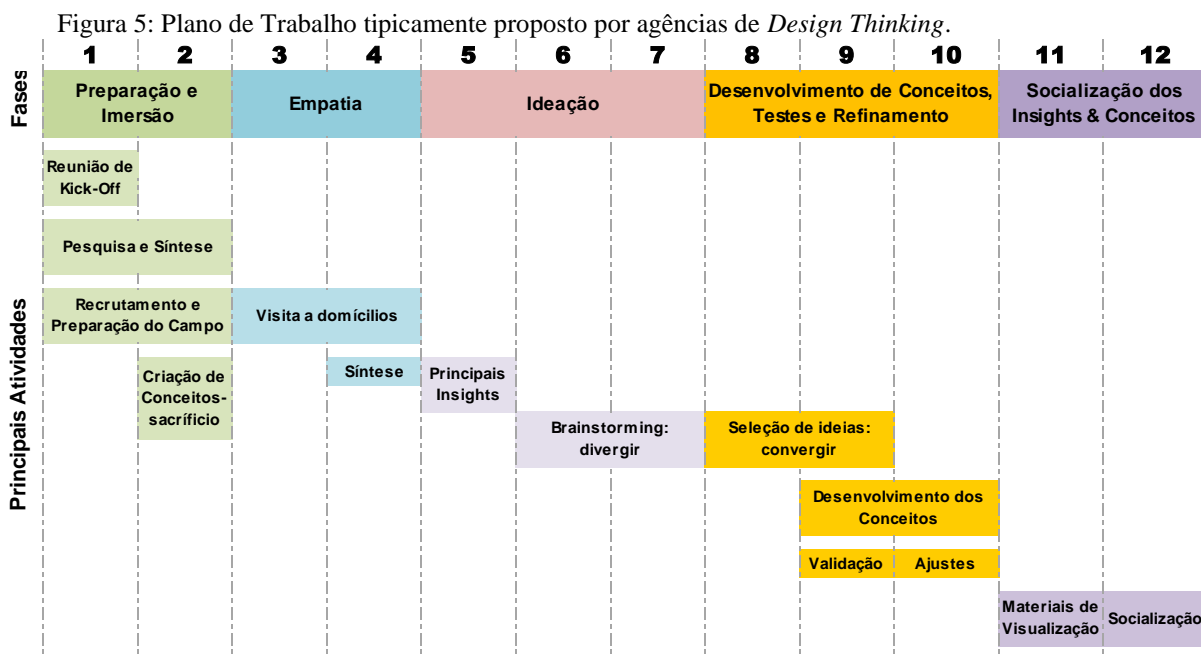 Figura 5: Plano de Trabalho tipicamente proposto por agências de Design Thinking.
1 2 3 4 5 6 7 8 9 10 11 12
Fases
Preparação e
Imersão
Empatia
Ideação
Desenvolvimento de Conceitos,
Testes e Refinamento
Socialização dos
Insights & Conceitos
Principais Atividades
Reunião de
Kick-Off
Pesquisa e Síntese
Recrutamento e
Preparação do Campo
Visita a domícilios
Criação de
Conceitos-
sacríficio
Síntese
Principais
Insights
Brainstorming:
divergir
Seleção de ideias:
convergir
Desenvolvimento dos
Conceitos
Validação
Ajustes
Materiais de
Visualização
Socialização